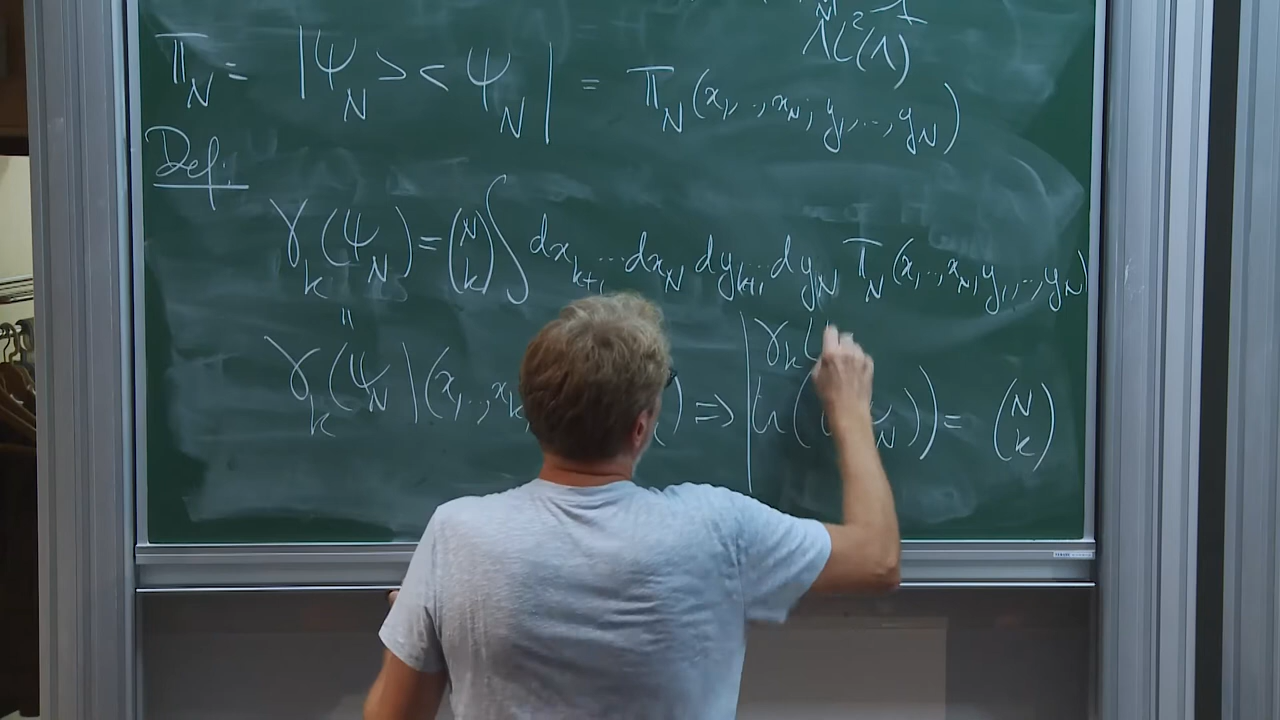 Λ^N L²(Λ)
Π_N = |Ψ_N > < Ψ_N| = Π_N (x_1, .., x_N; y_1, .., y_N)
Def.
γ_k (Ψ_N) = (N k) ∫ dx_{k+1} ... dx_N dy_{k+1} ... dy_N Π_N (x_1, .., x_N, y_1, .., y_N)
= | γ_k (
γ_k (Ψ_N) (x_1, .., x_k ) => tr ( Ψ_N)) = (N k)